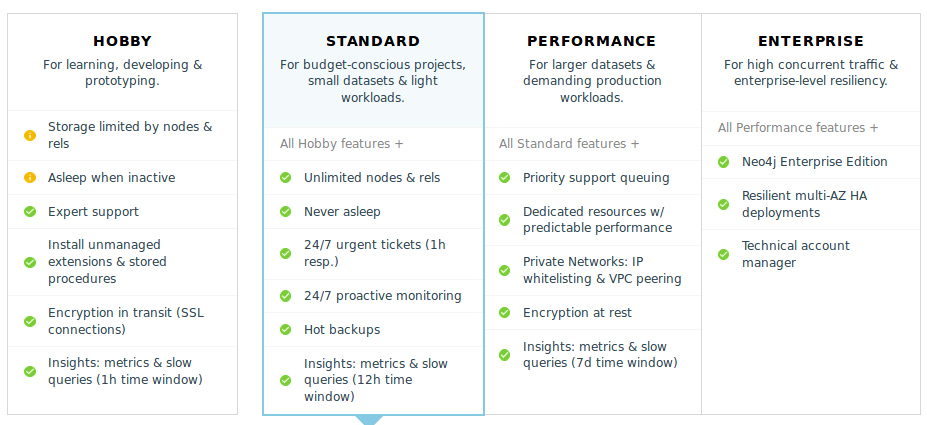 HOBBY
For learning, developing &
prototyping.
Storage limited by nodes &
rels
Asleep when inactive
Expert support
Install unmanaged
extensions & stored
procedures
Encryption in transit (SSL
connections)
Insights: metrics & slow
queries (1h time window)
STANDARD
For budget-conscious projects,
small datasets & light
workloads.
All Hobby features +
Unlimited nodes & rels
Never asleep
24/7 urgent tickets (1h
resp.)
24/7 proactive monitoring
Hot backups
Insights: metrics & slow
queries (12h time
window)
PERFORMANCE
For larger datasets &
demanding production
workloads.
All Standard features +
Priority support queuing
Dedicated resources w/
predictable performance
Private Networks: IP
whitelisting & VPC peering
Encryption at rest
Insights: metrics & slow
queries (7d time window)
ENTERPRISE
For high concurrent traffic &
enterprise-level resiliency.
All Performance features +
Neo4j Enterprise Edition
Resilient multi-AZ HA
deployments
Technical account
manager